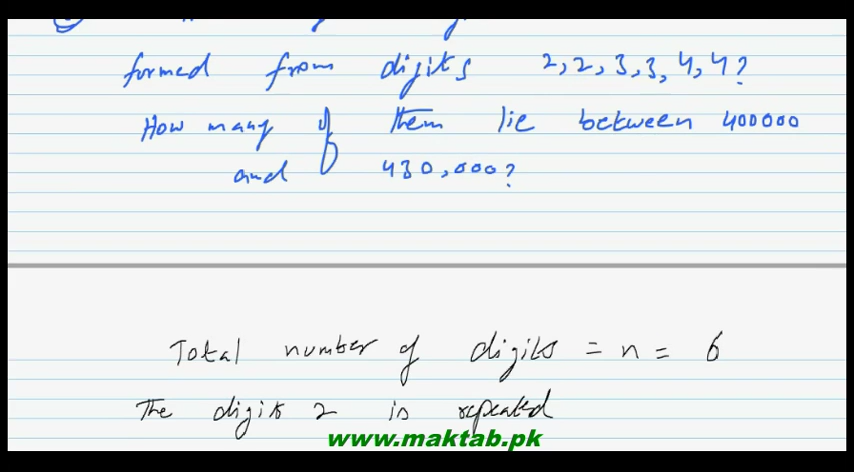 formed from digits 2,2,3,3,4,4?
How many of them lie between 400000
and 430,000?
Total number of digits = n = 6
The digit 2 is repeated
www.maktab.pk